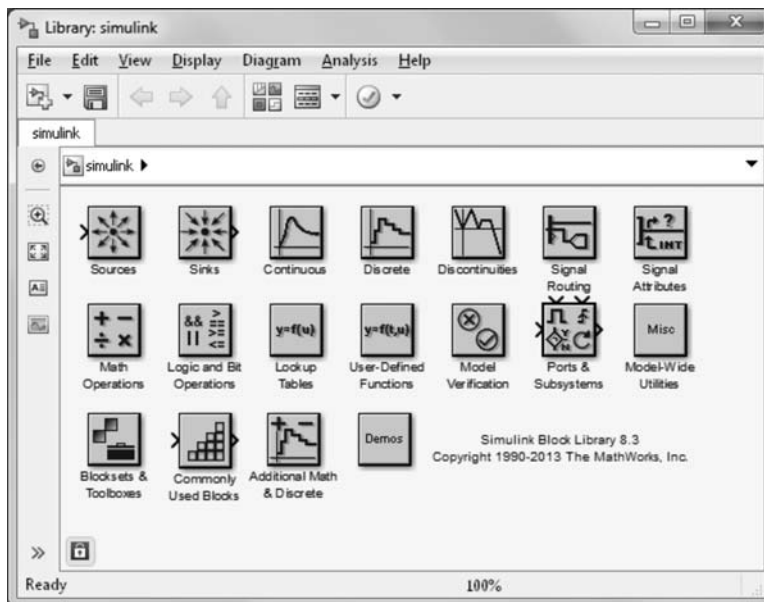 Library: simulink
File Edit View Display Diagram Analysis Help
simulink
simulink
Sources Sinks Continuous Discrete Discontinuities Signal Routing Signal Attributes
? INT
+ - ÷ × && || > == >= <= y=f(u) y=f(t,u) Misc
Math Operations Logic and Bit Operations Lookup Tables User-Defined Functions Model Verification Ports & Subsystems Model-Wide Utilities
Demos
Simulink Block Library 8.3
Copyright 1990-2013 The MathWorks, Inc.
Blocksets & Toolboxes Commonly Used Blocks Additional Math & Discrete
Ready 100%